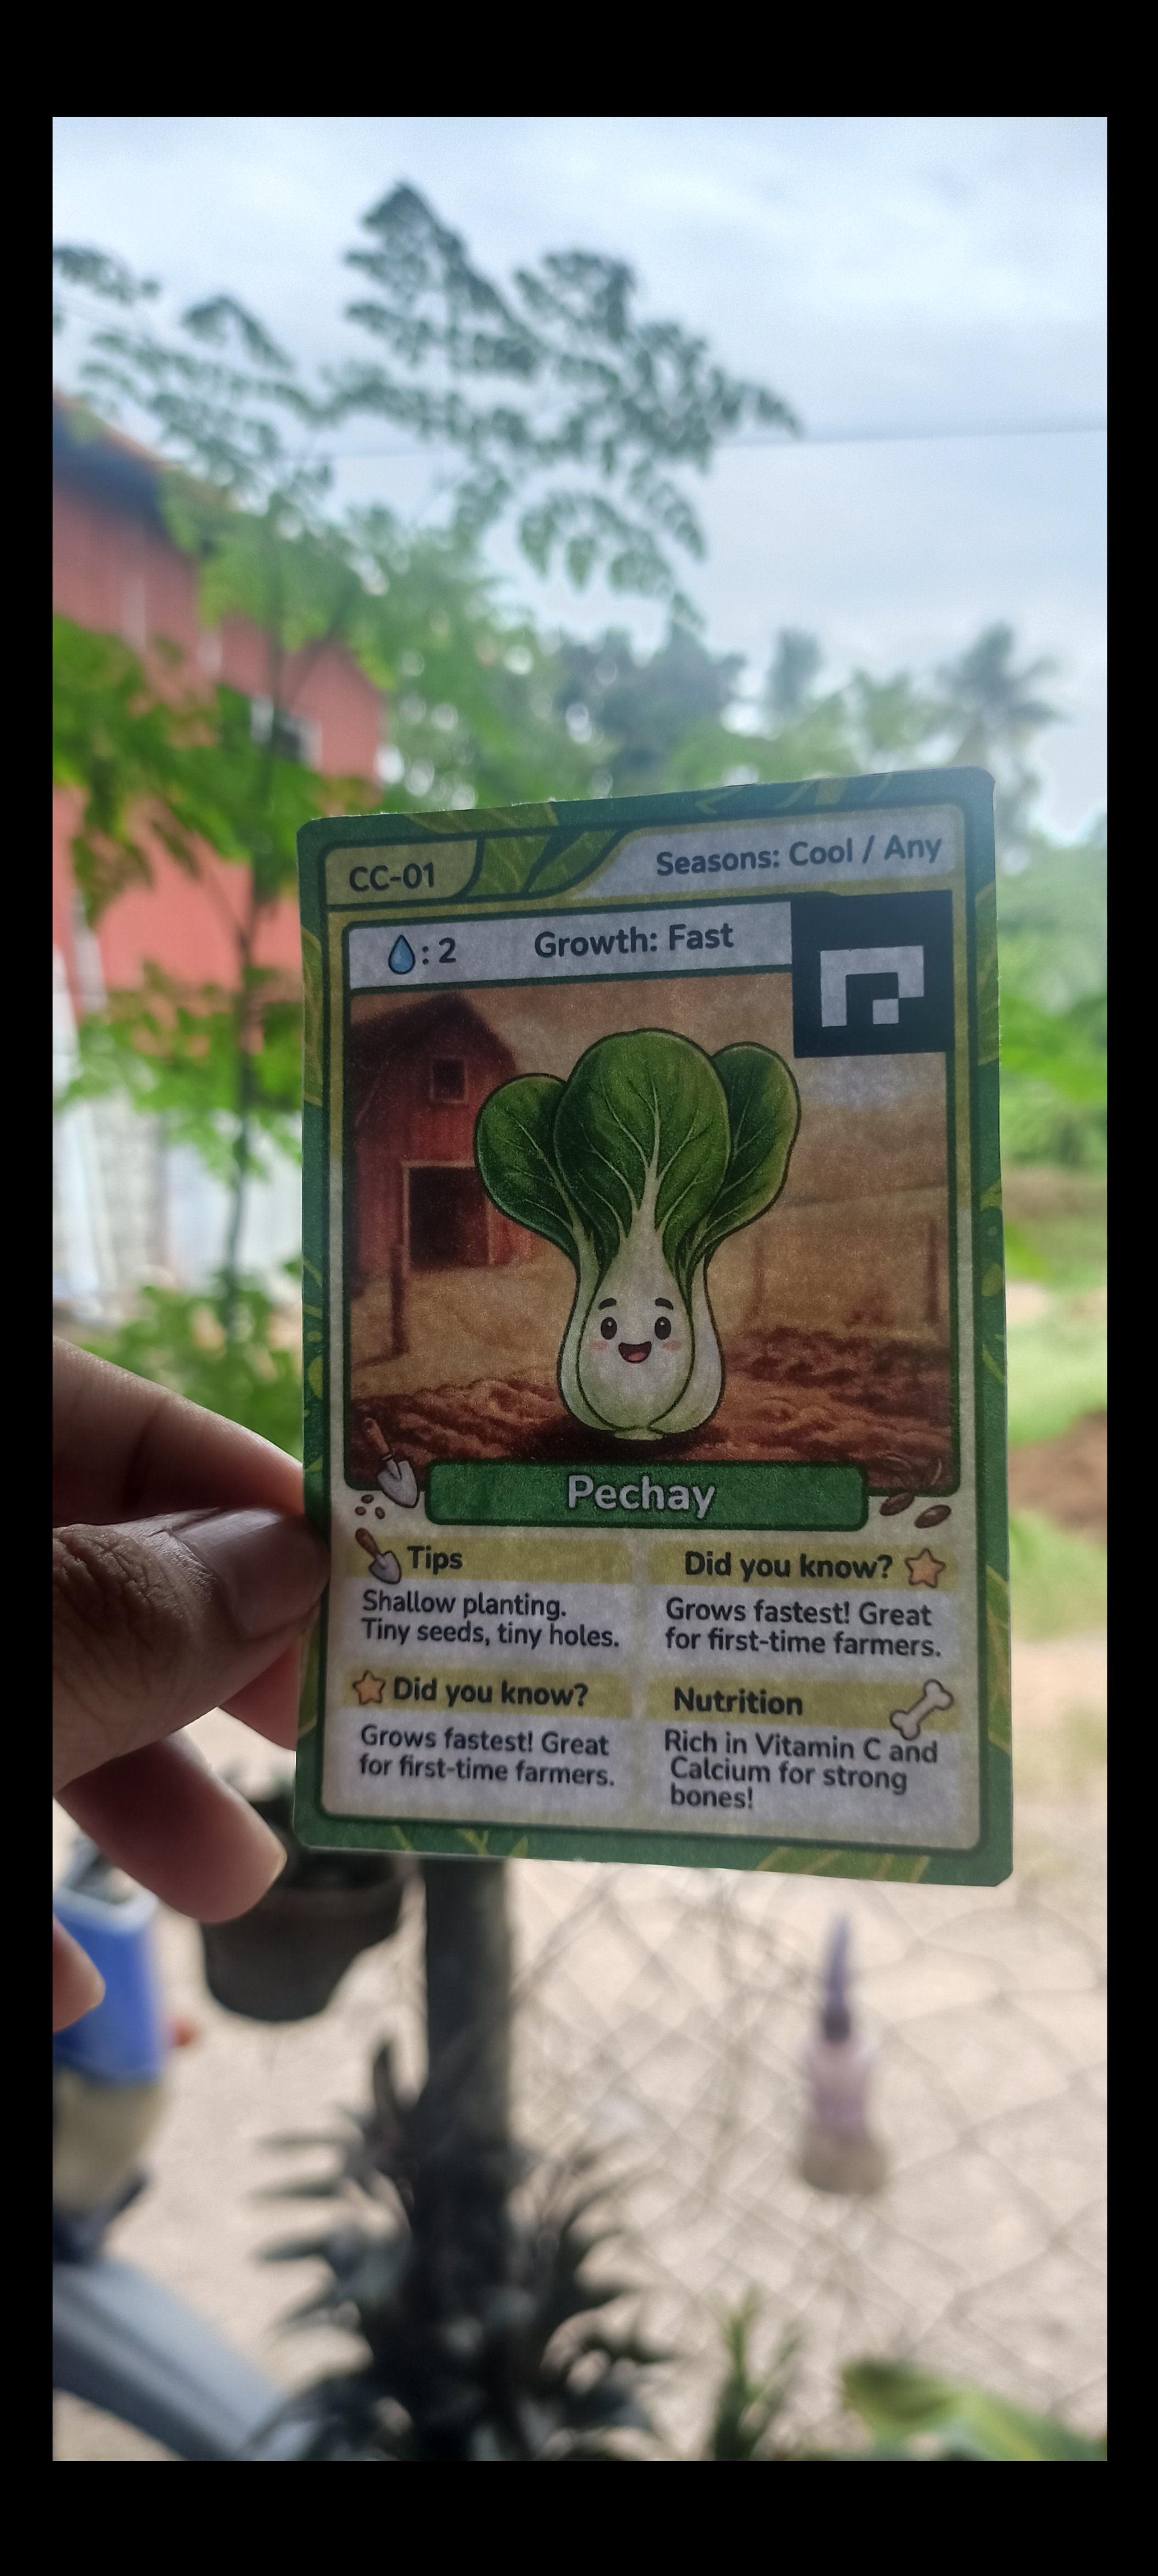 CC-01
Seasons: Cool / Any
: 2
Growth: Fast
Pechay
Tips
Shallow planting.
Tiny seeds, tiny holes.
Did you know?
Grows fastest! Great
for first-time farmers.
Did you know?
Grows fastest! Great
for first-time farmers.
Nutrition
Rich in Vitamin C and
Calcium for strong
bones!